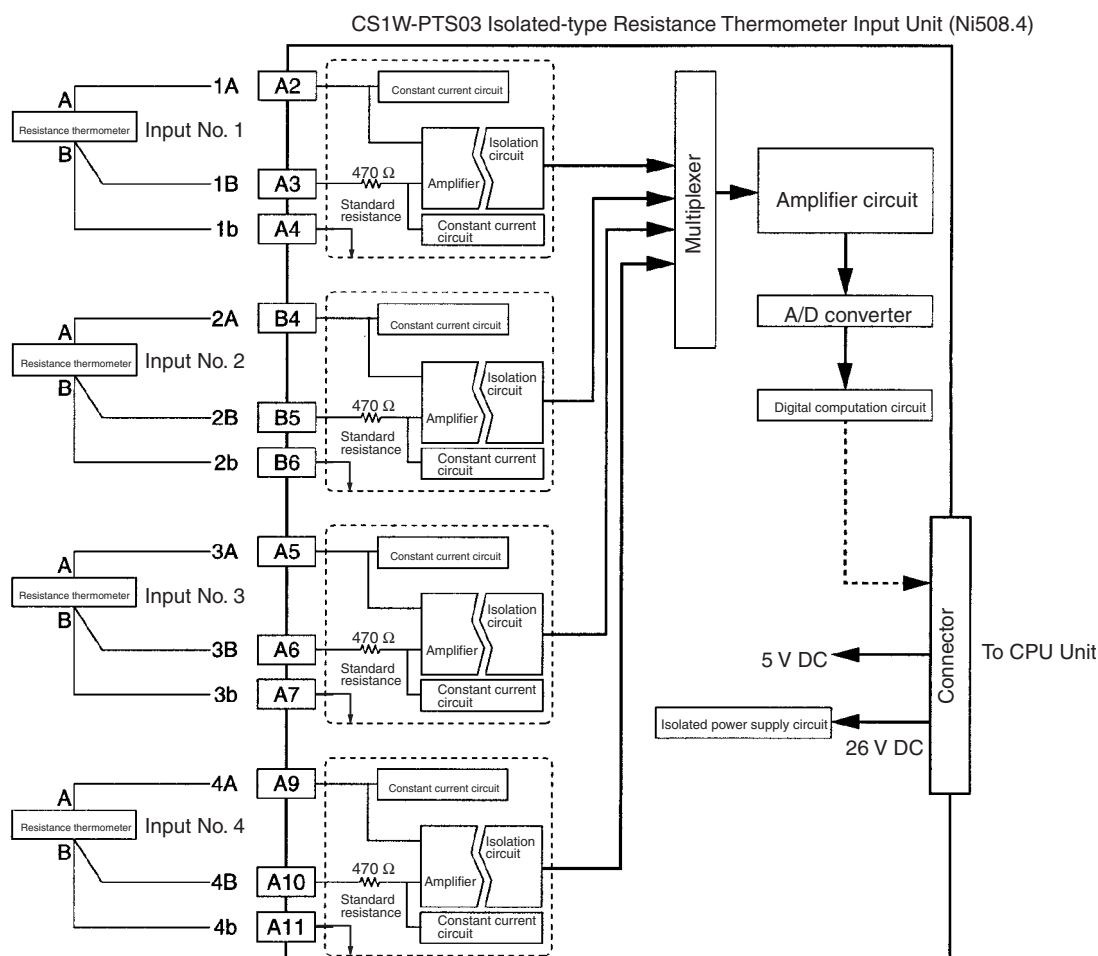 CS1W-PTS03 Isolated-type Resistance Thermometer Input Unit (Ni508.4)
A
Resistance thermometer
B
Input No. 1
1A
A2
1B
A3
1b
A4
Constant current circuit
470 Ω
Standard
resistance
Amplifier
Isolation
circuit
Constant current
circuit
A
Resistance thermometer
B
Input No. 2
2A
B4
2B
B5
2b
B6
Constant current circuit
470 Ω
Standard
resistance
Amplifier
Isolation
circuit
Constant current
circuit
A
Resistance thermometer
B
Input No. 3
3A
A5
3B
A6
3b
A7
Constant current circuit
470 Ω
Standard
resistance
Amplifier
Isolation
circuit
Constant current
circuit
A
Resistance thermometer
B
Input No. 4
4A
A9
4B
A10
4b
A11
Constant current circuit
470 Ω
Standard
resistance
Amplifier
Isolation
circuit
Constant current
circuit
Multiplexer
Amplifier circuit
A/D converter
Digital computation circuit
Connector
To CPU Unit
5 V DC
Isolated power supply circuit
26 V DC